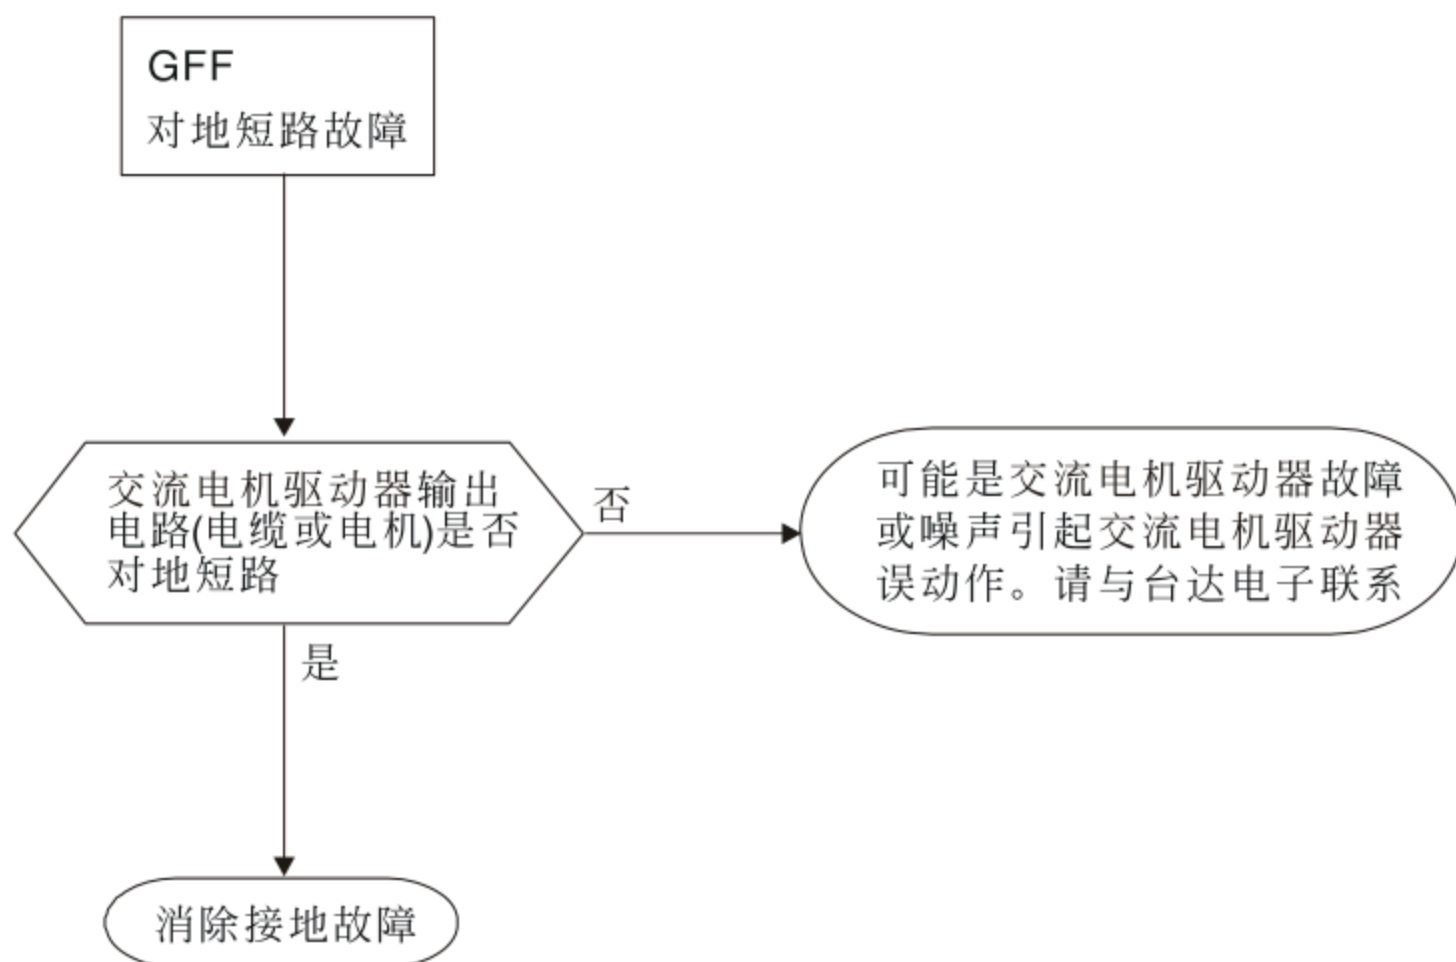 GFF
对地短路故障
交流电机驱动器输出
电路(电缆或电机)是否
对地短路
否
可能是交流电机驱动器故障
或噪声引起交流电机驱动器
误动作。请与台达电子联系
是
消除接地故障